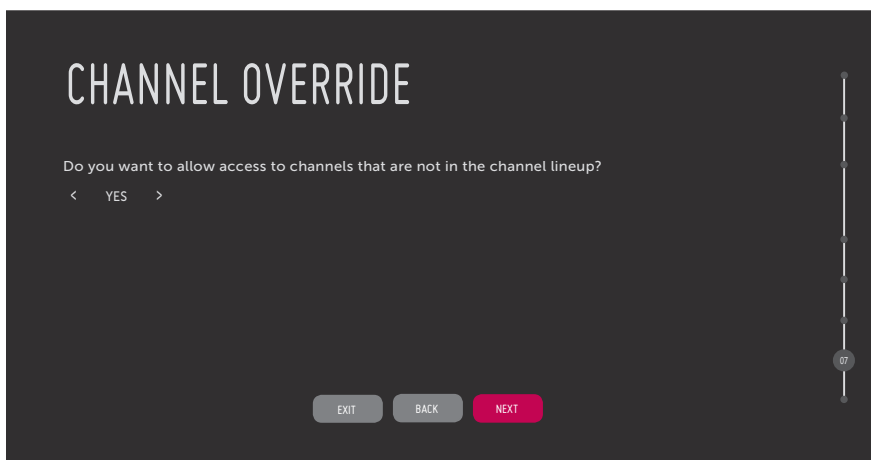 CHANNEL OVERRIDE
Do you want to allow access to channels that are not in the channel lineup?
< YES >
07
EXIT BACK NEXT